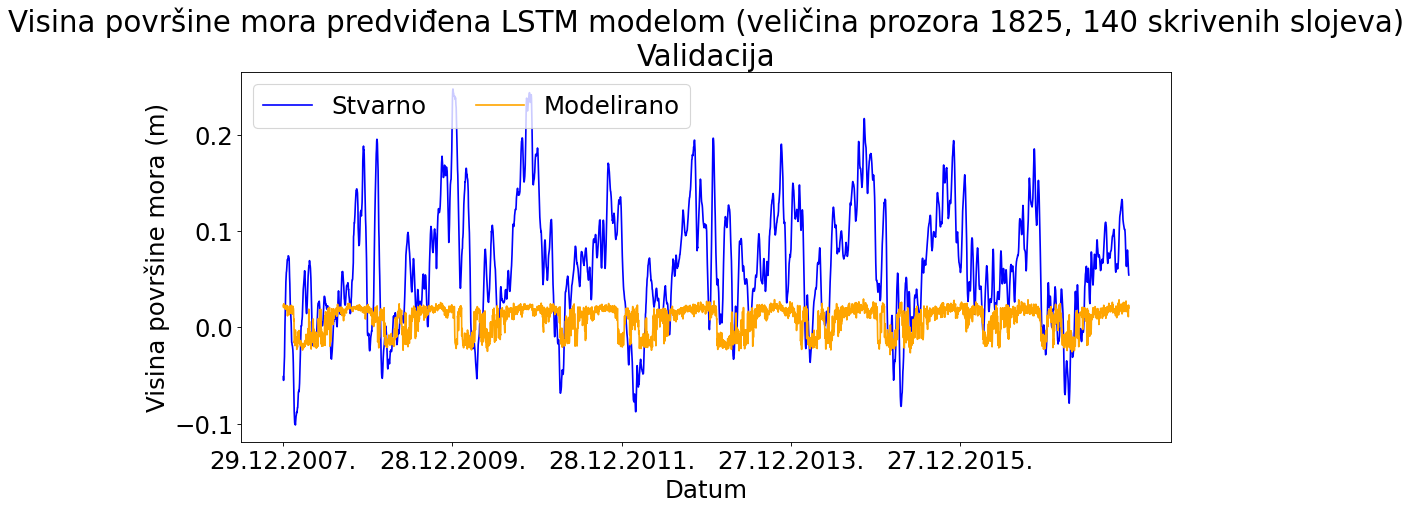 Visina površine mora predviđena LSTM modelom (veličina prozora 1825, 140 skrivenih slojeva)
Validacija
Stvarno
Modelirano
Visina površine mora (m)
0.2
0.1
0.0
−0.1
29.12.2007.
28.12.2009.
28.12.2011.
27.12.2013.
27.12.2015.
Datum